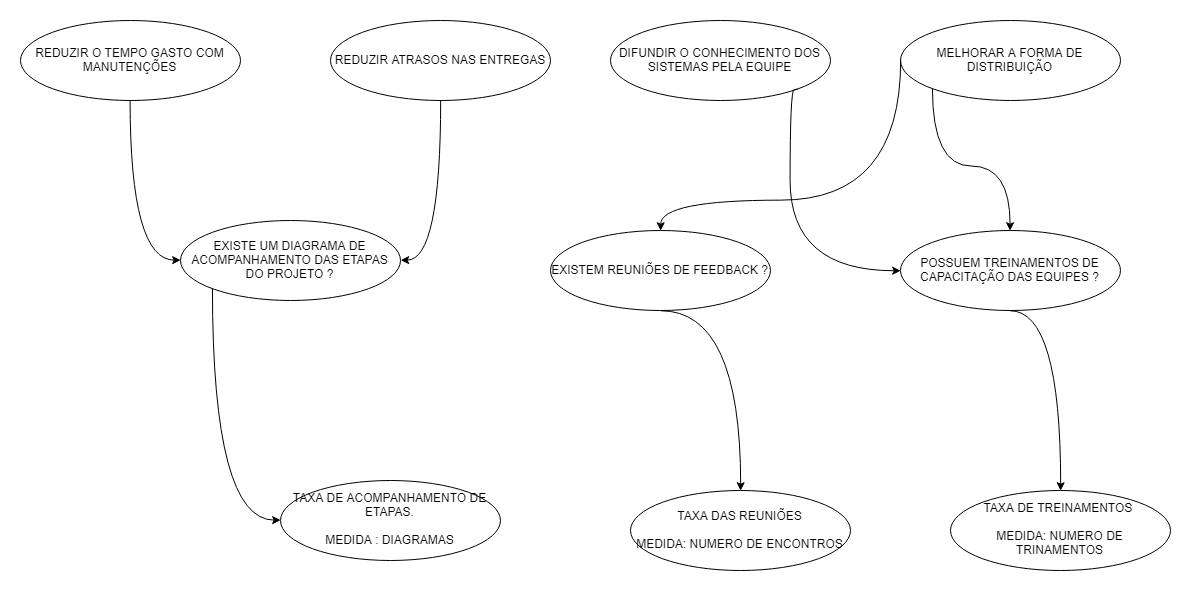 REDUZIR O TEMPO GASTO COM
MANUTENÇÕES
REDUZIR ATRASOS NAS ENTREGAS
DIFUNDIR O CONHECIMENTO DOS
SISTEMAS PELA EQUIPE
MELHORAR A FORMA DE
DISTRIBUIÇÃO
EXISTE UM DIAGRAMA DE
ACOMPANHAMENTO DAS ETAPAS
DO PROJETO ?
EXISTEM REUNIÕES DE FEEDBACK ?
POSSUEM TREINAMENTOS DE
CAPACITAÇÃO DAS EQUIPES ?
TAXA DE ACOMPANHAMENTO DE
ETAPAS.
MEDIDA : DIAGRAMAS
TAXA DAS REUNIÕES
MEDIDA: NUMERO DE ENCONTROS
TAXA DE TREINAMENTOS
MEDIDA: NUMERO DE
TRINAMENTOS